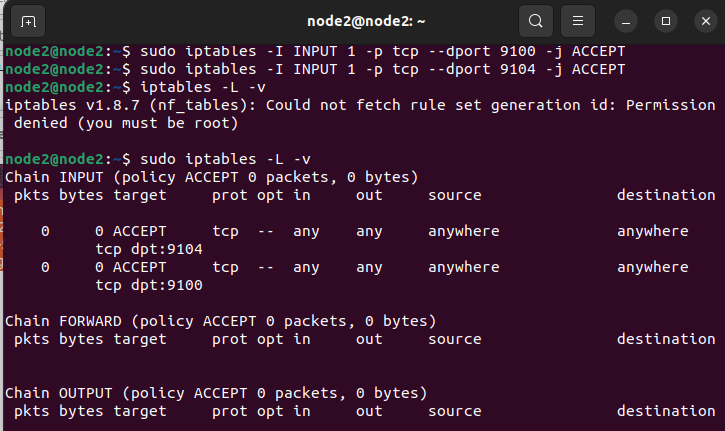 node2@node2: ~
node2@node2:~$ sudo iptables -I INPUT 1 -p tcp --dport 9100 -j ACCEPT
node2@node2:~$ sudo iptables -I INPUT 1 -p tcp --dport 9104 -j ACCEPT
node2@node2:~$ iptables -L -v
iptables v1.8.7 (nf_tables): Could not fetch rule set generation id: Permission
denied (you must be root)
node2@node2:~$ sudo iptables -L -v
Chain INPUT (policy ACCEPT 0 packets, 0 bytes)
pkts bytes target prot opt in out source destination
0 0 ACCEPT tcp -- any any anywhere anywhere
tcp dpt:9104
0 0 ACCEPT tcp -- any any anywhere anywhere
tcp dpt:9100
Chain FORWARD (policy ACCEPT 0 packets, 0 bytes)
pkts bytes target prot opt in out source destination
Chain OUTPUT (policy ACCEPT 0 packets, 0 bytes)
pkts bytes target prot opt in out source destination